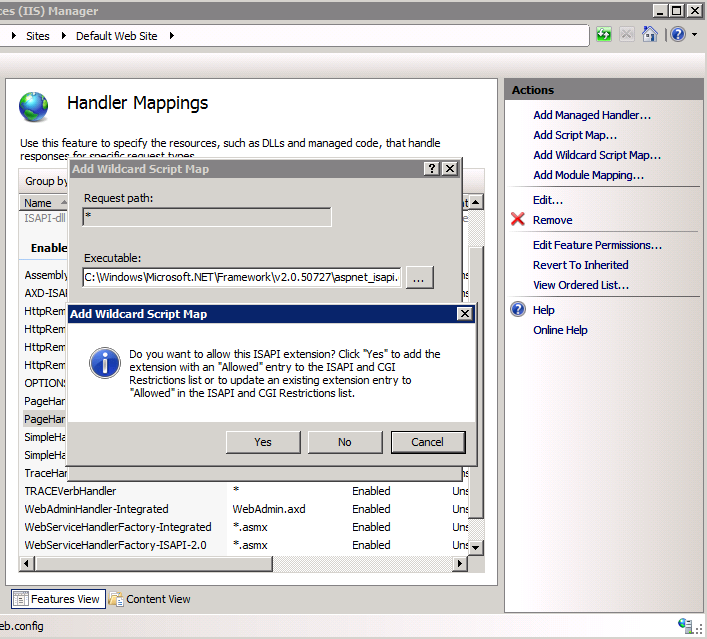 ces (IIS) Manager
Sites Default Web Site
Handler Mappings
Use this feature to specify the resources, such as DLLs and managed code, that handle
responses for specific request types.
Group by
Name
ISAPI-dll
Enable
Assembly
AXD-ISA
HttpRem
HttpRem
HttpRem
HttpRem
OPTION
PageHar
PageHar
SimpleHa
SimpleHa
TraceHar
TRACEVerbHandler * Enabled Uns
WebAdminHandler-Integrated WebAdmin.axd Enabled Uns
WebServiceHandlerFactory-Integrated *.asmx Enabled Uns
WebServiceHandlerFactory-ISAPI-2.0 *.asmx Enabled Uns
Add Wildcard Script Map
Request path:
*
Executable:
C:\Windows\Microsoft.NET\Framework\v2.0.50727\aspnet_isapi.
...
Add Wildcard Script Map
Do you want to allow this ISAPI extension? Click "Yes" to add the
extension with an "Allowed" entry to the ISAPI and CGI
Restrictions list or to update an existing extension entry to
"Allowed" in the ISAPI and CGI Restrictions list.
Yes No Cancel
Features View Content View
eb.config
Actions
Add Managed Handler...
Add Script Map...
Add Wildcard Script Map...
Add Module Mapping...
Edit...
Remove
Edit Feature Permissions...
Revert To Inherited
View Ordered List...
Help
Online Help